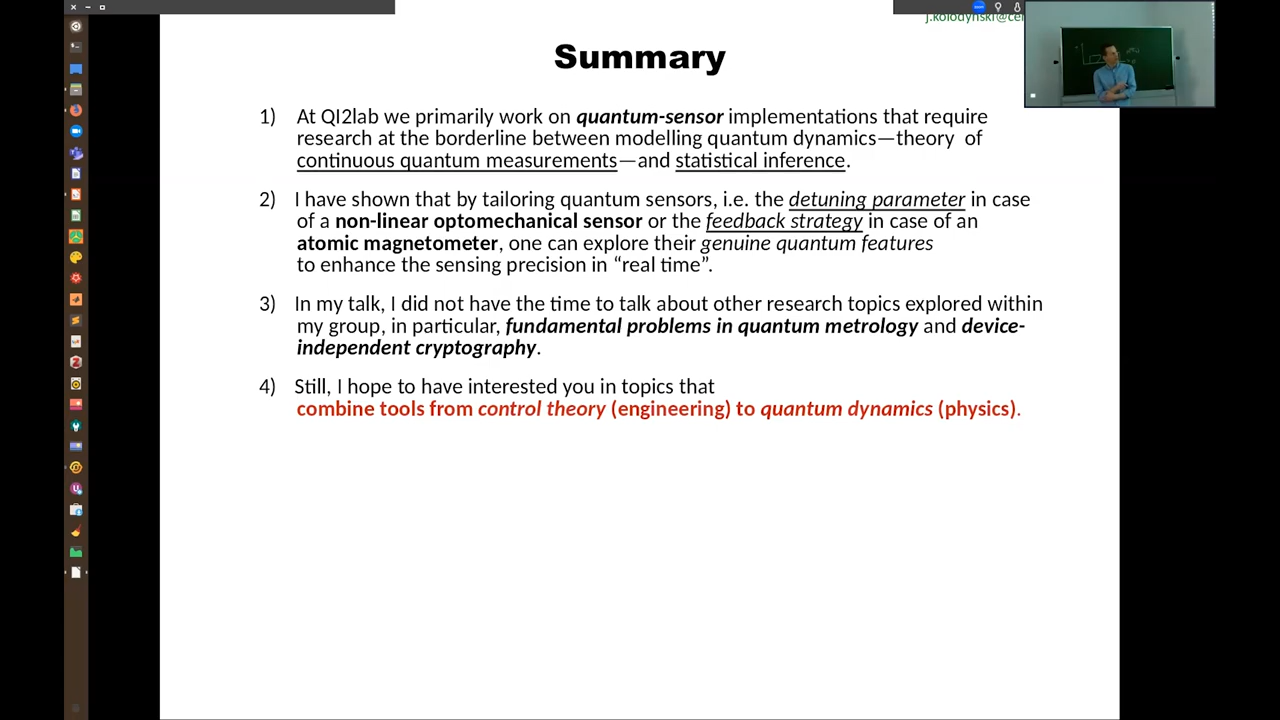 j.kolodynski@ce
Summary
1) At QI2lab we primarily work on quantum-sensor implementations that require
research at the borderline between modelling quantum dynamics—theory of
continuous quantum measurements—and statistical inference.
2) I have shown that by tailoring quantum sensors, i.e. the detuning parameter in case
of a non-linear optomechanical sensor or the feedback strategy in case of an
atomic magnetometer, one can explore their genuine quantum features
to enhance the sensing precision in “real time”.
3) In my talk, I did not have the time to talk about other research topics explored within
my group, in particular, fundamental problems in quantum metrology and device-
independent cryptography.
4) Still, I hope to have interested you in topics that
combine tools from control theory (engineering) to quantum dynamics (physics).